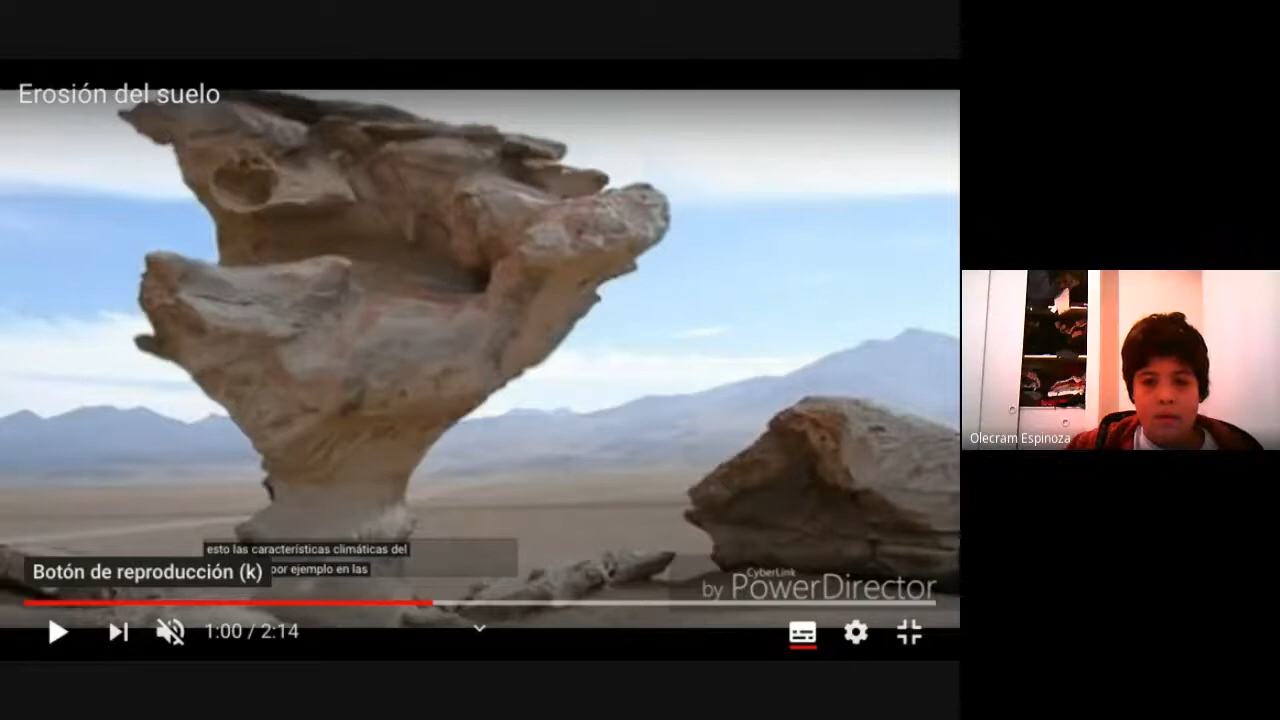 Erosión del suelo
esto las características climáticas del
por ejemplo en las
Botón de reproducción (k)
CyberLink
by PowerDirector
1:00 / 2:14
Olecram Espinoza